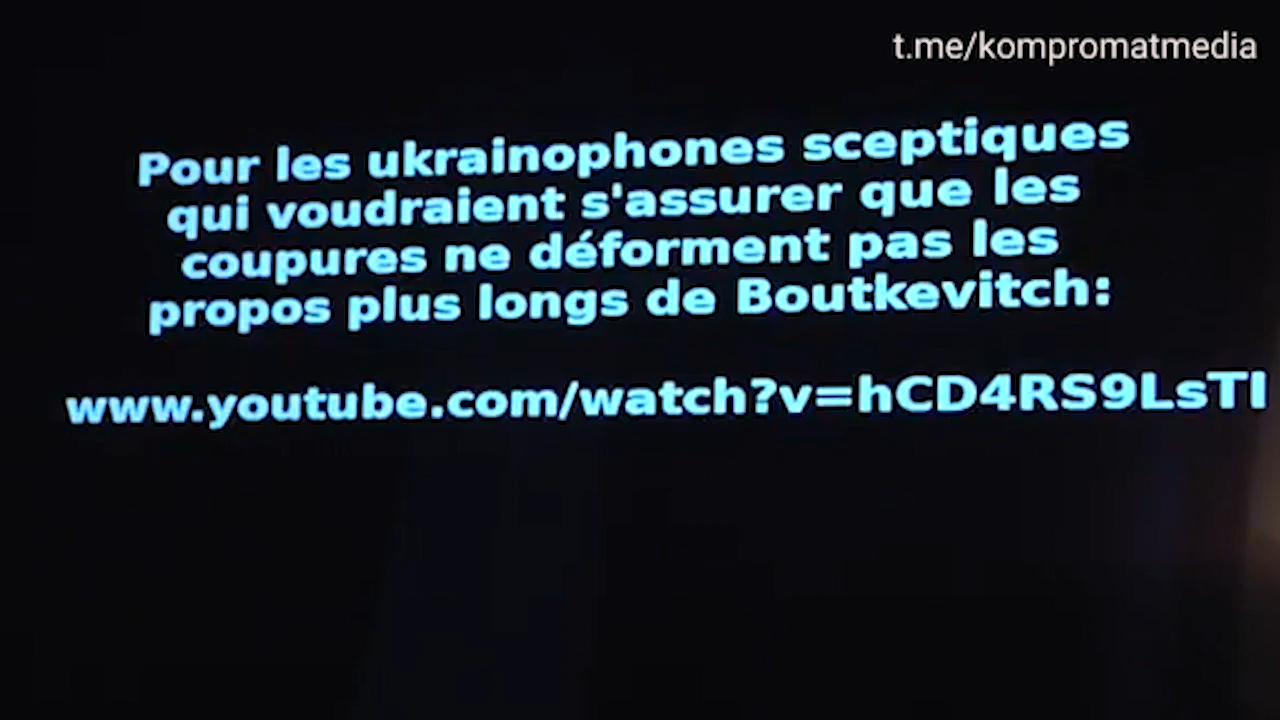 t.me/kompromatmedia
Pour les ukrainophones sceptiques
qui voudraient s'assurer que les
coupures ne déforment pas les
propos plus longs de Boutkevitch:
www.youtube.com/watch?v=hCD4RS9LsTI